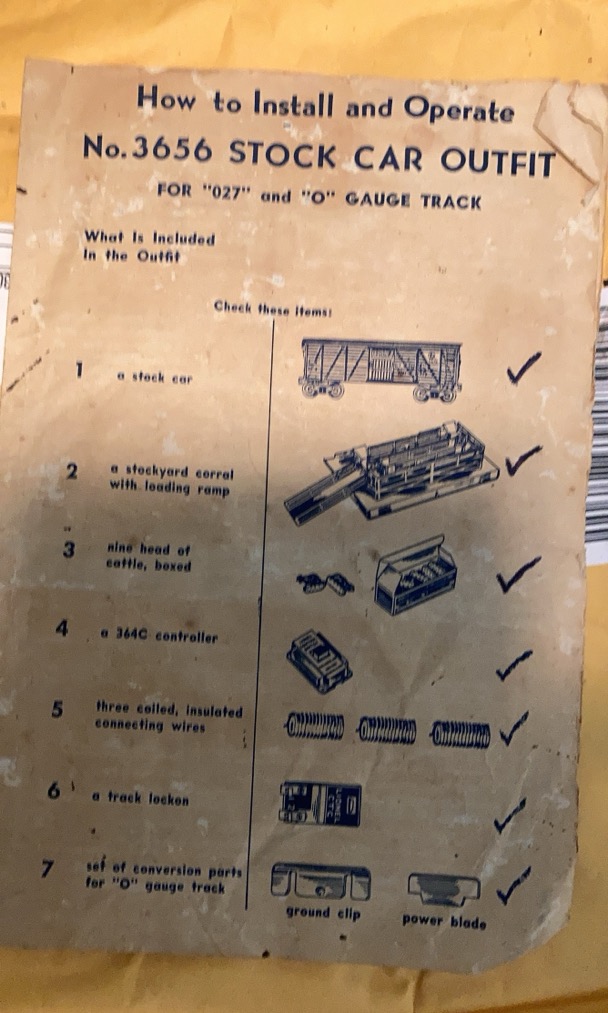 How to Install and Operate
No. 3656 STOCK CAR OUTFIT
FOR "027" and "O" GAUGE TRACK
What Is Included
In the Outfit
Check these items:
1 a stock car
2 a stockyard corral
with loading ramp
3 nine head of
cattle, boxed
4 a 364C controller
5 three coiled, insulated
connecting wires
6 a track lockon
LIONEL
CTC
7 set of conversion parts
for "O" gauge track
ground clip
power blade